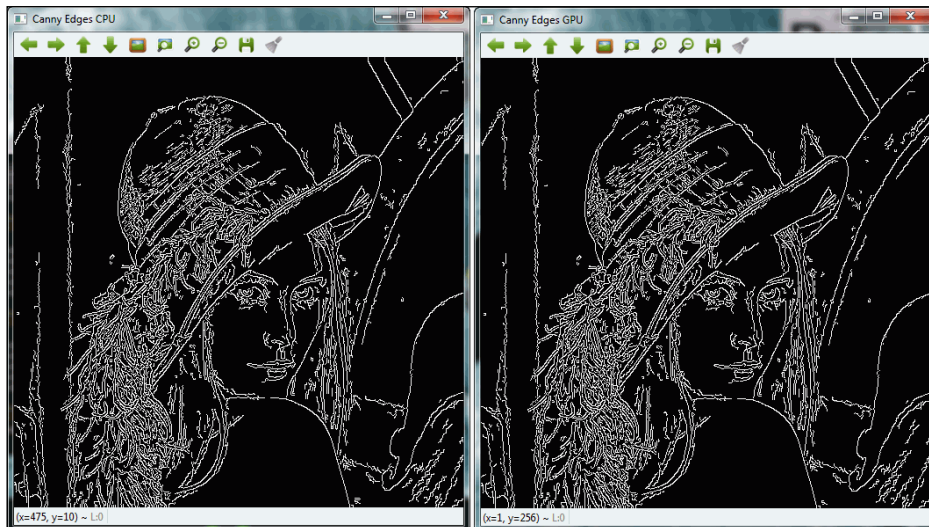 Canny Edges CPU
Canny Edges GPU
(x=475, y=10) ~ L:0
(x=1, y=256) ~ L:0